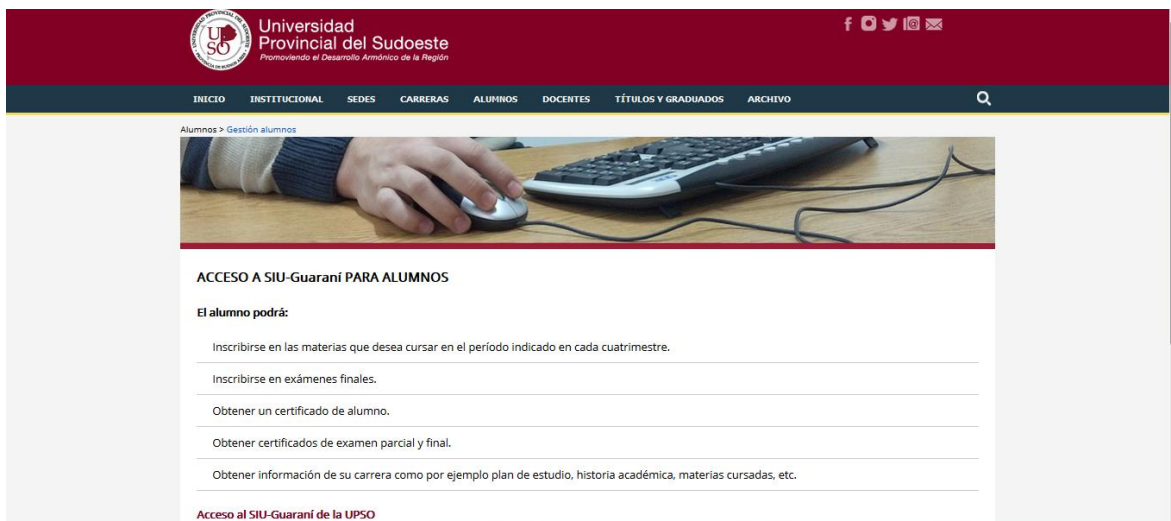 Universidad
Provincial del Sudoeste
Promoviendo el Desarrollo Armónico de la Región
UPSO
INICIO INSTITUCIONAL SEDES CARRERAS ALUMNOS DOCENTES TÍTULOS Y GRADUADOS ARCHIVO
Alumnos > Gestión alumnos
ACCESO A SIU-Guaraní PARA ALUMNOS
El alumno podrá:
Inscribirse en las materias que desea cursar en el período indicado en cada cuatrimestre.
Inscribirse en exámenes finales.
Obtener un certificado de alumno.
Obtener certificados de examen parcial y final.
Obtener información de su carrera como por ejemplo plan de estudio, historia académica, materias cursadas, etc.
Acceso al SIU-Guaraní de la UPSO